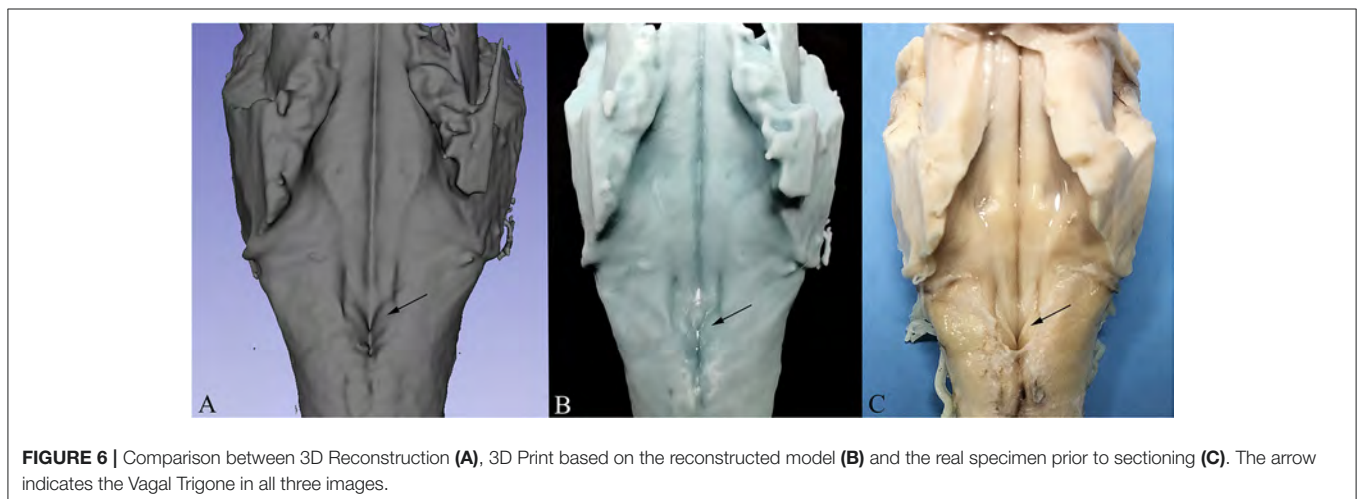 A
B
C
FIGURE 6 | Comparison between 3D Reconstruction (A), 3D Print based on the reconstructed model (B) and the real specimen prior to sectioning (C). The arrow
indicates the Vagal Trigone in all three images.